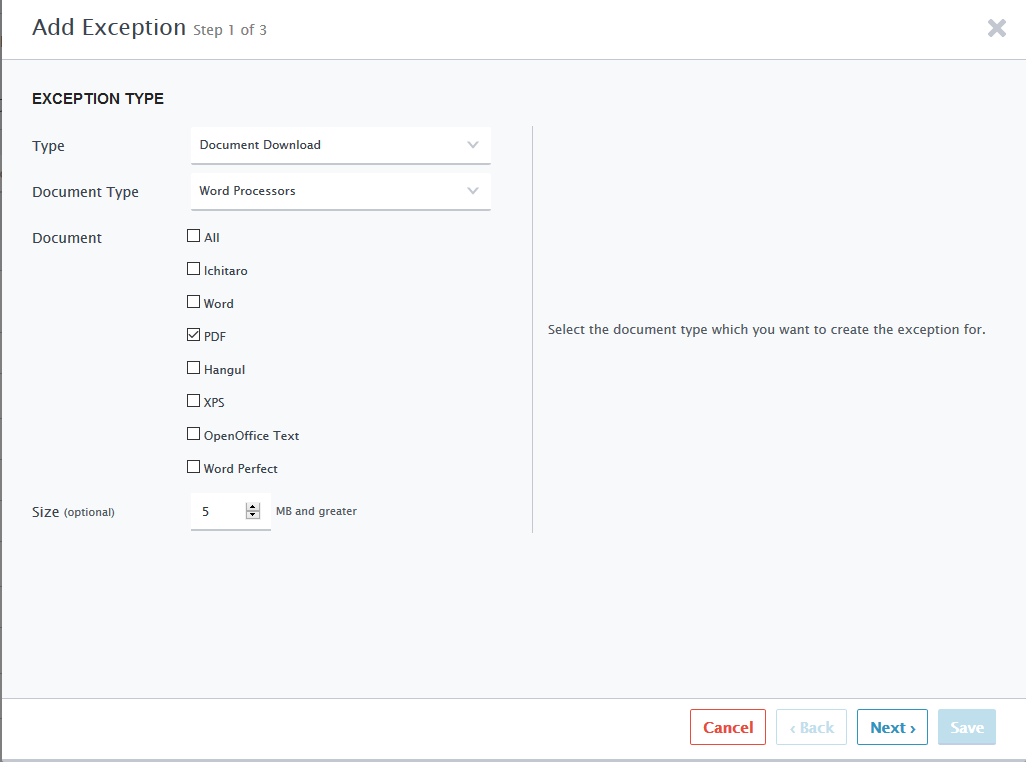 Add Exception Step 1 of 3
EXCEPTION TYPE
Type
Document Download
Document Type
Word Processors
Document
All
Ichitaro
Word
PDF
Hangul
XPS
OpenOffice Text
Word Perfect
Size (optional)
5
MB and greater
Select the document type which you want to create the exception for.
Cancel
‹ Back
Next ›
Save